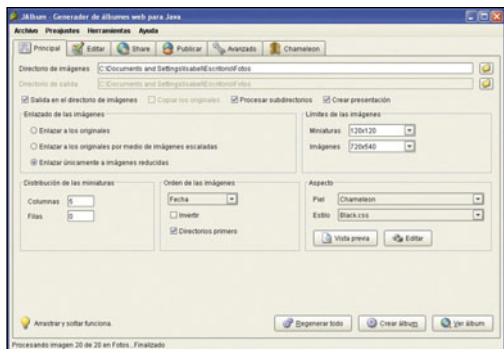 JAlbum - Generador de álbumes web para Java
Archivo Preajustes Herramientas Ayuda
Principal Editar Share Publicar Avanzado Chameleon
Directorio de imágenes C:\Documents and Settings\Isabel\Escritorio\Fotos
Directorio de salida C:\Documents and Settings\Isabel\Escritorio\Fotos
Salida en el directorio de imágenes Copiar los originales Procesar subdirectorios Crear presentación
Enlazado de las imágenes Límites de las imágenes
Enlazar a los originales Miniaturas 120x120
Enlazar a los originales por medio de imágenes escaladas Imágenes 720x540
Enlazar únicamente a imágenes reducidas
Distribución de las miniaturas Orden de las imágenes Aspecto
Columnas 5 Fecha Piel Chameleon
Filas 0 Invertir Estilo Black.css
Directorios primero Vista previa Editar
Arrastrar y soltar funciona. Regenerar todo Crear álbum Ver álbum
Procesando imagen 20 de 20 en Fotos...Finalizado